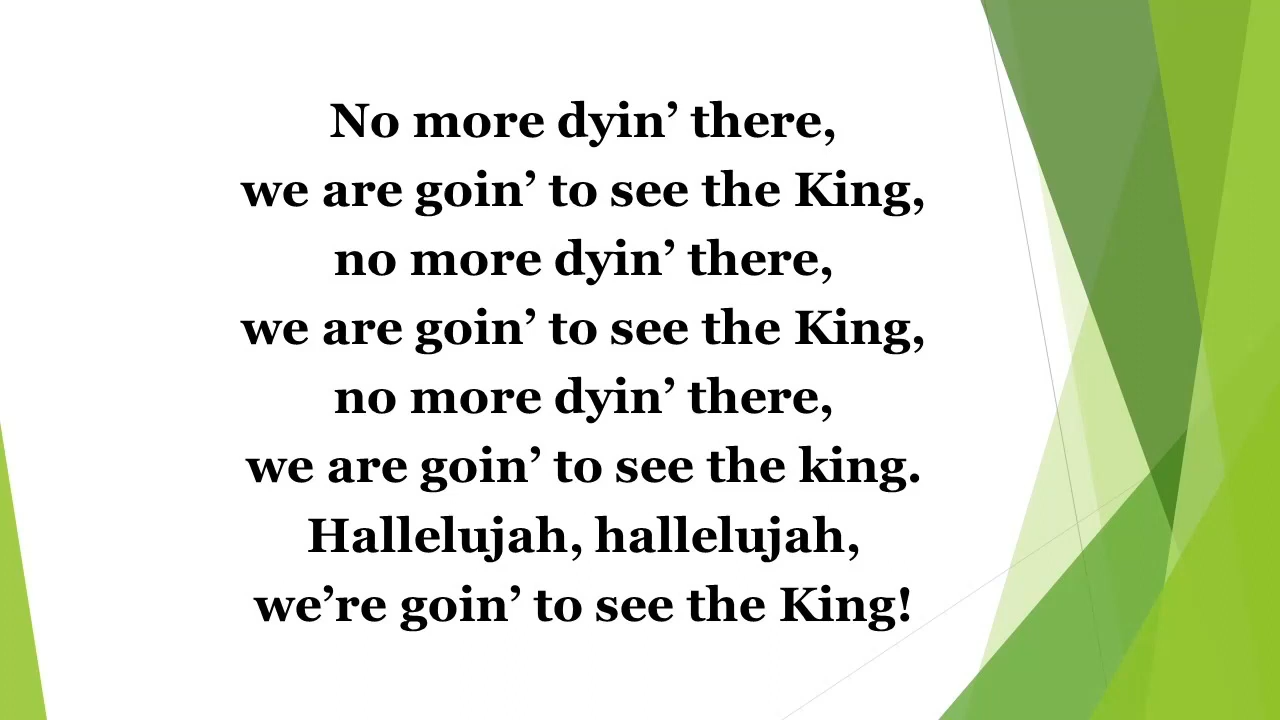 No more dyin’ there,
we are goin’ to see the King,
no more dyin’ there,
we are goin’ to see the King,
no more dyin’ there,
we are goin’ to see the king.
Hallelujah, hallelujah,
we’re goin’ to see the King!